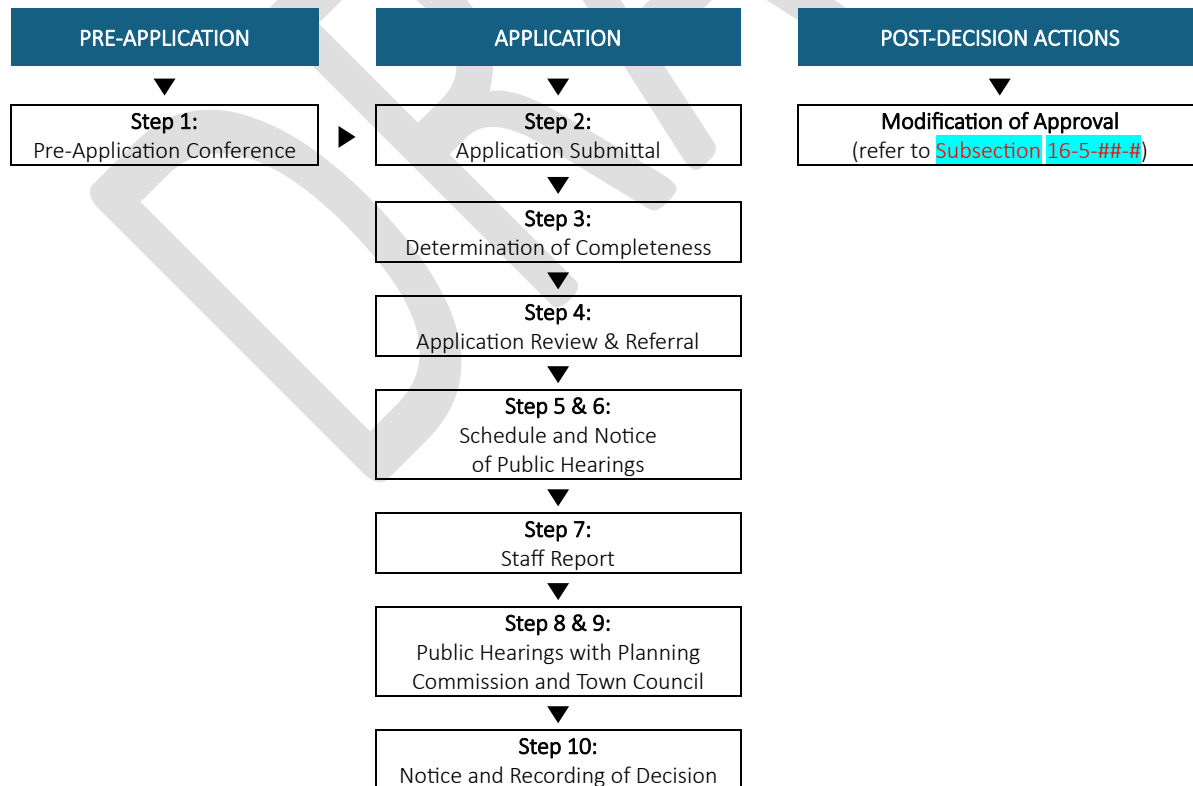 PRE-APPLICATION
Step 1:
Pre-Application Conference
APPLICATION
Step 2:
Application Submittal
Step 3:
Determination of Completeness
Step 4:
Application Review & Referral
Step 5 & 6:
Schedule and Notice
of Public Hearings
Step 7:
Staff Report
Step 8 & 9:
Public Hearings with Planning
Commission and Town Council
Step 10:
Notice and Recording of Decision
POST-DECISION ACTIONS
Modification of Approval
(refer to Subsection 16-5-##-#)